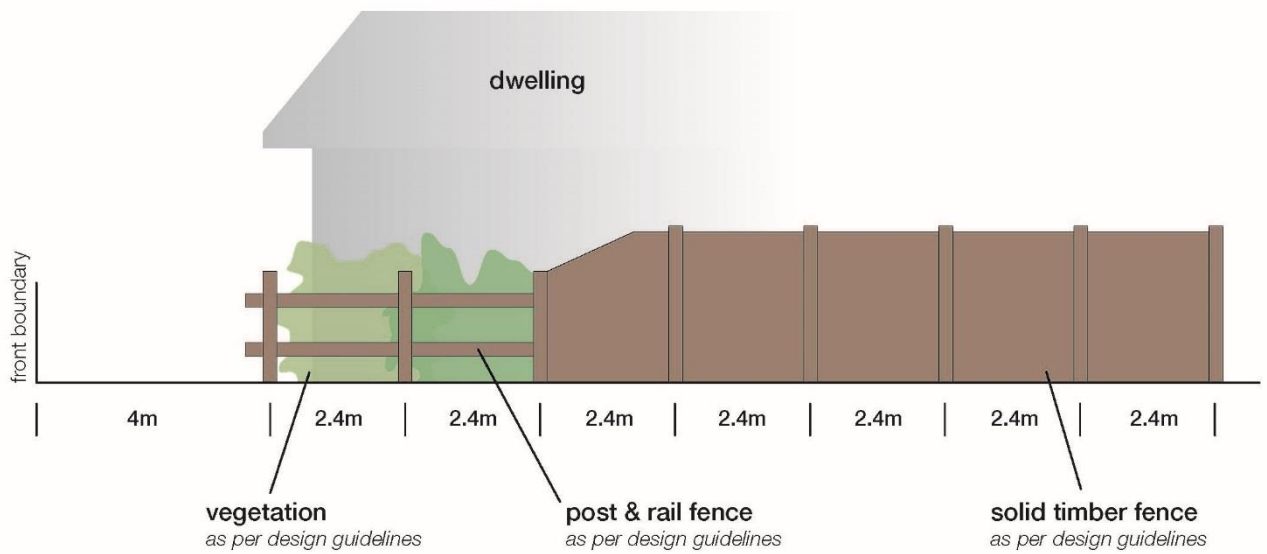 dwelling
front boundary
4m
2.4m
2.4m
2.4m
2.4m
2.4m
2.4m
2.4m
vegetation
as per design guidelines
post & rail fence
as per design guidelines
solid timber fence
as per design guidelines